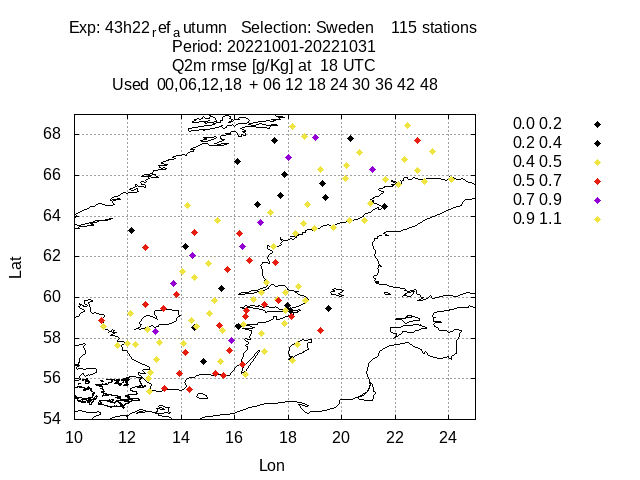 Exp: 43h22refautumn Selection: Sweden 115 stations
Period: 20221001-20221031
Q2m rmse [g/Kg] at 18 UTC
Used 00,06,12,18 + 06 12 18 24 30 36 42 48
68
66
64
62
60
58
56
54
Lat
10 12 14 16 18 20 22 24
Lon
0.0 0.2
0.2 0.4
0.4 0.5
0.5 0.7
0.7 0.9
0.9 1.1